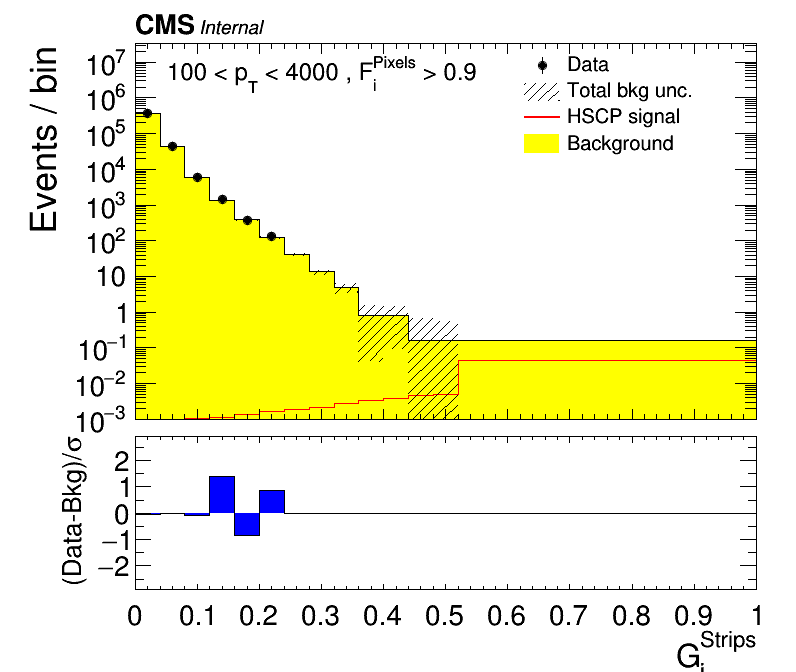 CMS Internal
100 < p_T < 4000 , F_i^Pixels > 0.9
Data
Total bkg unc.
HSCP signal
Background
Events / bin
10^7
10^6
10^5
10^4
10^3
10^2
10
1
10^−1
10^−2
10^−3
(Data-Bkg)/σ
2
1
0
−1
−2
0 0.1 0.2 0.3 0.4 0.5 0.6 0.7 0.8 0.9 1
G_i^Strips